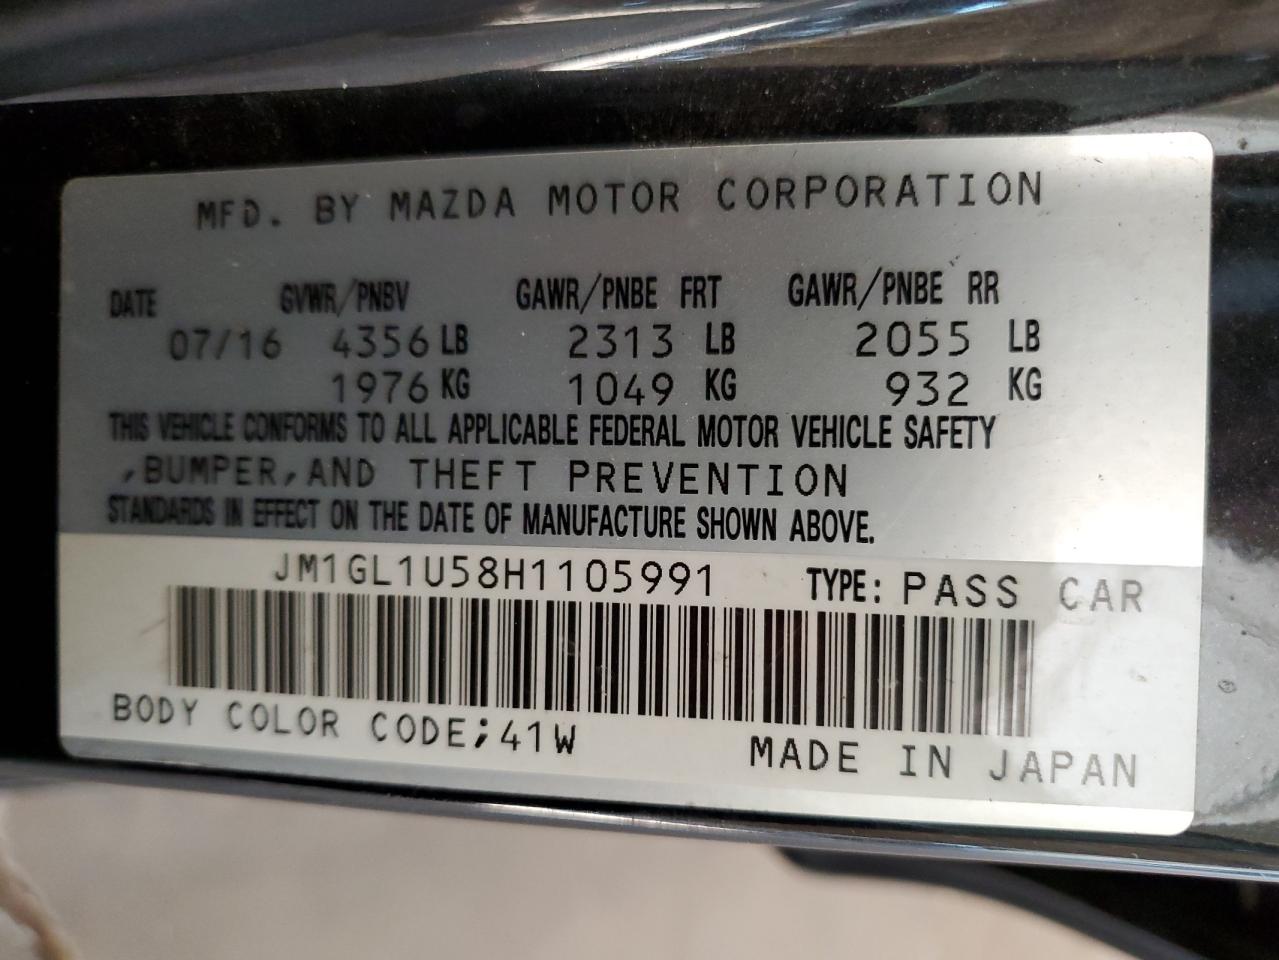 MFD. BY MAZDA MOTOR CORPORATION
DATE GVWR/PNBV GAWR/PNBE FRT GAWR/PNBE RR
07/16 4356 LB 2313 LB 2055 LB
1976 KG 1049 KG 932 KG
THIS VEHICLE CONFORMS TO ALL APPLICABLE FEDERAL MOTOR VEHICLE SAFETY
,BUMPER,AND THEFT PREVENTION
STANDARDS IN EFFECT ON THE DATE OF MANUFACTURE SHOWN ABOVE.
JM1GL1U58H1105991 TYPE: PASS CAR
BODY COLOR CODE;41W MADE IN JAPAN